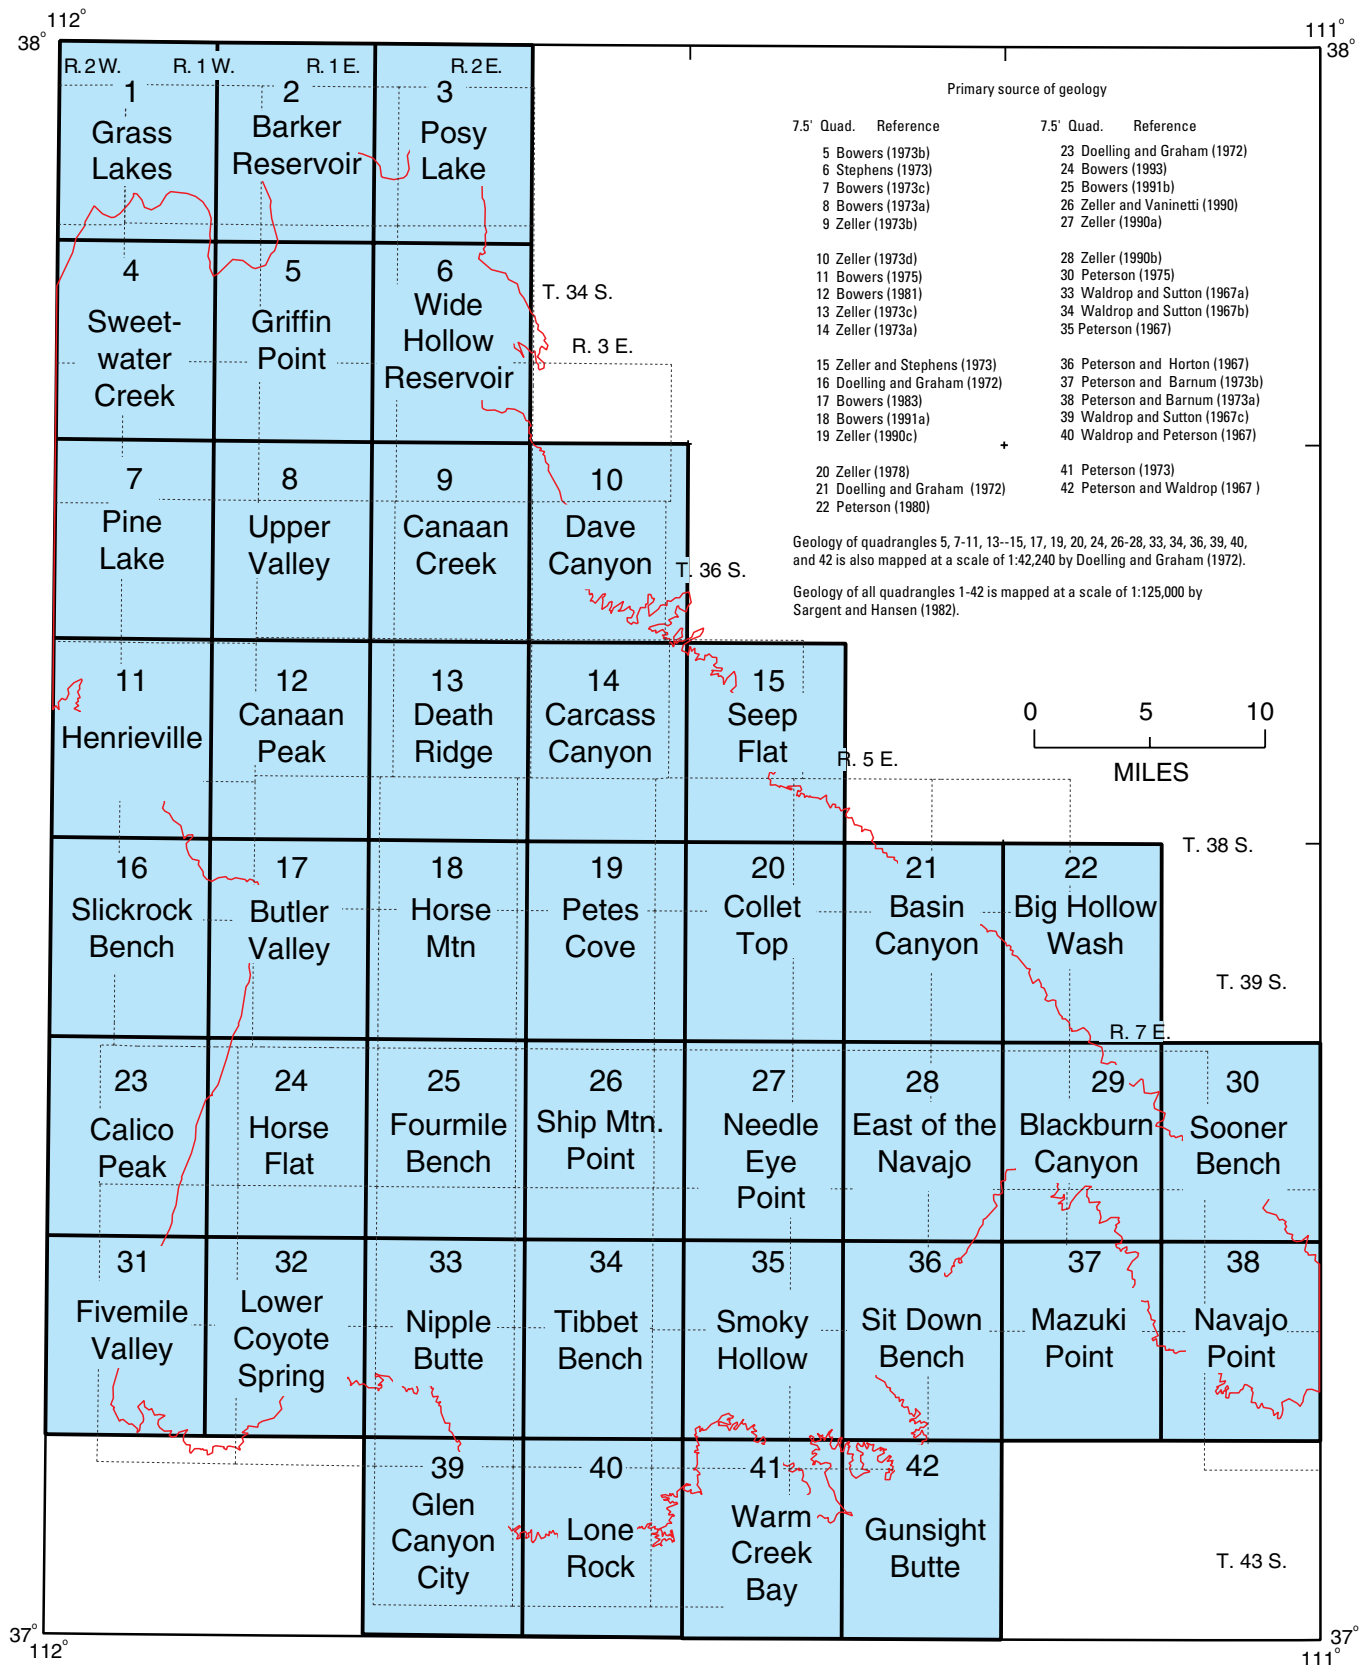 112°
111°
38°
38°
R. 2 W.
R. 1 W.
R. 1 E.
R. 2 E.
1
Grass
Lakes
2
Barker
Reservoir
3
Posy
Lake
Primary source of geology
7.5' Quad. Reference
5 Bowers (1973b)
6 Stephens (1973)
7 Bowers (1973c)
8 Bowers (1973a)
9 Zeller (1973b)
10 Zeller (1973d)
11 Bowers (1975)
12 Bowers (1981)
13 Zeller (1973c)
14 Zeller (1973a)
15 Zeller and Stephens (1973)
16 Doelling and Graham (1972)
17 Bowers (1983)
18 Bowers (1991a)
19 Zeller (1990c)
20 Zeller (1978)
21 Doelling and Graham (1972)
22 Peterson (1980)
7.5' Quad. Reference
23 Doelling and Graham (1972)
24 Bowers (1993)
25 Bowers (1991b)
26 Zeller and Vaninetti (1990)
27 Zeller (1990a)
28 Zeller (1990b)
30 Peterson (1975)
33 Waldrop and Sutton (1967a)
34 Waldrop and Sutton (1967b)
35 Peterson (1967)
36 Peterson and Horton (1967)
37 Peterson and Barnum (1973b)
38 Peterson and Barnum (1973a)
39 Waldrop and Sutton (1967c)
40 Waldrop and Peterson (1967)
41 Peterson (1973)
42 Peterson and Waldrop (1967 )
Geology of quadrangles 5, 7-11, 13--15, 17, 19, 20, 24, 26-28, 33, 34, 36, 39, 40,
and 42 is also mapped at a scale of 1:42,240 by Doelling and Graham (1972).
Geology of all quadrangles 1-42 is mapped at a scale of 1:125,000 by
Sargent and Hansen (1982).
4
Sweet-
water
Creek
5
Griffin
Point
6
Wide
Hollow
Reservoir
T. 34 S.
R. 3 E.
7
Pine
Lake
8
Upper
Valley
9
Canaan
Creek
10
Dave
Canyon
T. 36 S.
11
Henrieville
12
Canaan
Peak
13
Death
Ridge
14
Carcass
Canyon
15
Seep
Flat
R. 5 E.
0 5 10
MILES
16
Slickrock
Bench
17
Butler
Valley
18
Horse
Mtn
19
Petes
Cove
20
Collet
Top
21
Basin
Canyon
22
Big Hollow
Wash
T. 38 S.
T. 39 S.
R. 7 E.
23
Calico
Peak
24
Horse
Flat
25
Fourmile
Bench
26
Ship Mtn.
Point
27
Needle
Eye
Point
28
East of the
Navajo
29
Blackburn
Canyon
30
Sooner
Bench
31
Fivemile
Valley
32
Lower
Coyote
Spring
33
Nipple
Butte
34
Tibbet
Bench
35
Smoky
Hollow
36
Sit Down
Bench
37
Mazuki
Point
38
Navajo
Point
39
Glen
Canyon
City
40
Lone
Rock
41
Warm
Creek
Bay
42
Gunsight
Butte
T. 43 S.
37°
112°
37°
111°